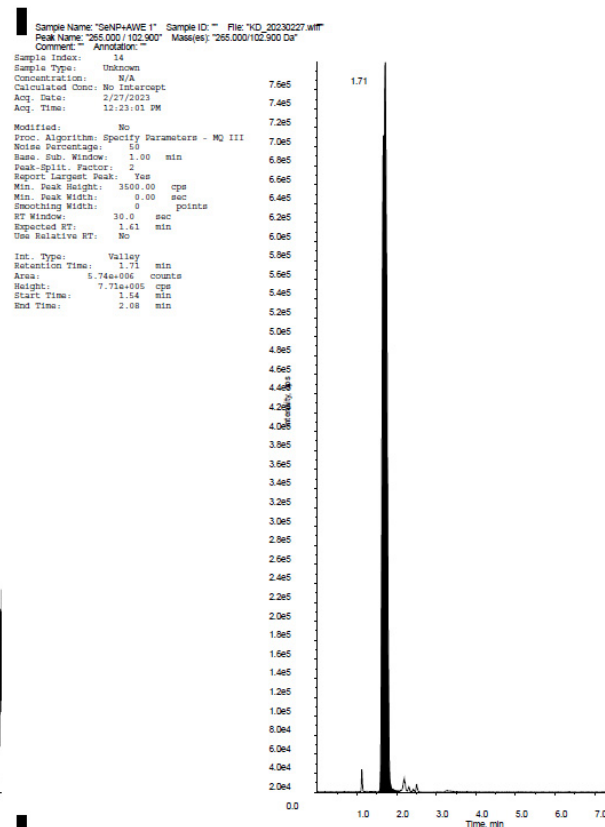 Sample Name: "SeNP+AWE 1" Sample ID: "" File: "KD_20230227.wiff"
Peak Name: "265.000 / 102.900" Mass(es): "265.000/102.900 Da"
Comment: "" Annotation: ""
Sample Index: 14
Sample Type: Unknown
Concentration: N/A
Calculated Conc: No Intercept
Acq. Date: 2/27/2023
Acq. Time: 12:23:01 PM
Modified: No
Proc. Algorithm: Specify Parameters - MQ III
Noise Percentage: 50
Base. Sub. Window: 1.00 min
Peak-Split. Factor: 2
Report Largest Peak: Yes
Min. Peak Height: 3500.00 cps
Min. Peak Width: 0.00 sec
Smoothing Width: 0 points
RT Window: 30.0 sec
Expected RT: 1.61 min
Use Relative RT: No
Int. Type: Valley
Retention Time: 1.71 min
Area: 5.74e+006 counts
Height: 7.71e+005 cps
Start Time: 1.54 min
End Time: 2.08 min
1.71
7.6e5
7.4e5
7.2e5
7.0e5
6.8e5
6.6e5
6.4e5
6.2e5
6.0e5
5.8e5
5.6e5
5.4e5
5.2e5
5.0e5
4.8e5
4.6e5
4.4e5
4.2e5
4.0e5
3.8e5
3.6e5
3.4e5
3.2e5
3.0e5
2.8e5
2.6e5
2.4e5
2.2e5
2.0e5
1.8e5
1.6e5
1.4e5
1.2e5
1.0e5
8.0e4
6.0e4
4.0e4
2.0e4
0.0
Intensity, cps
1.0 2.0 3.0 4.0 5.0 6.0 7.0
Time, min